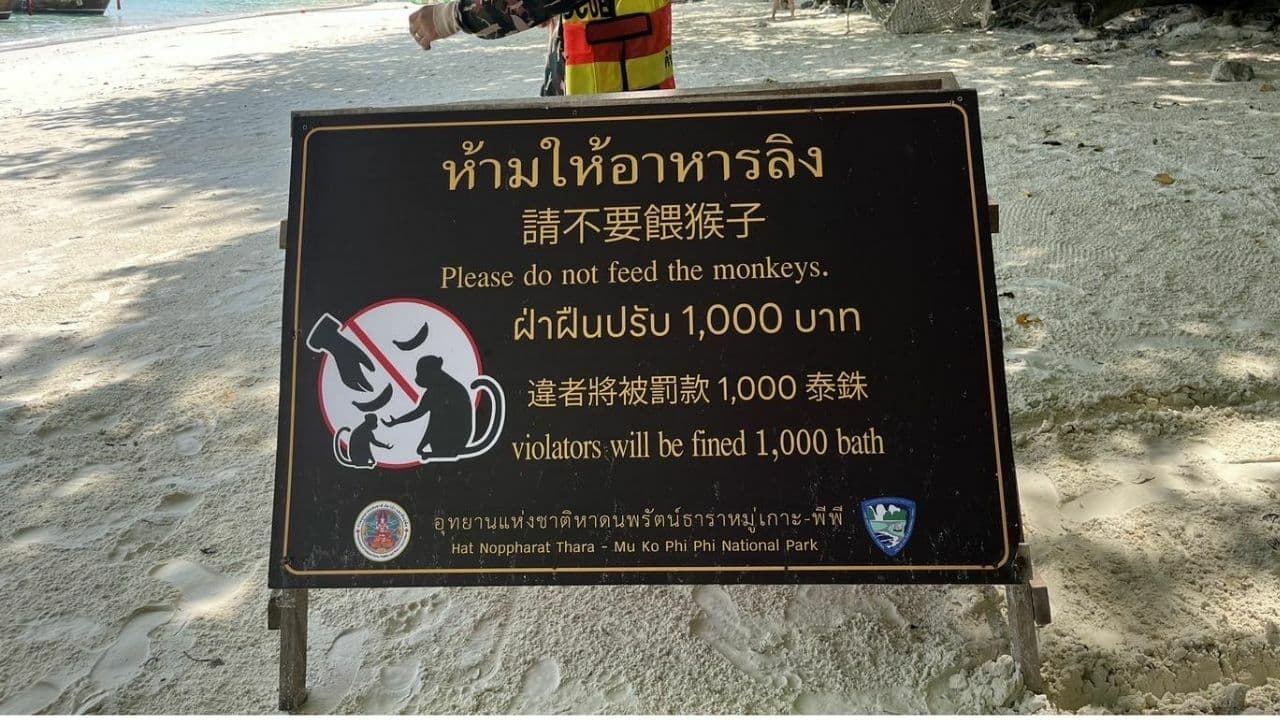 ห้ามให้อาหารลิง
請不要餵猴子
Please do not feed the monkeys.
ฝ่าฝืนปรับ 1,000 บาท
違者將被罰款 1,000 泰銖
violators will be fined 1,000 bath
อุทยานแห่งชาติหาดนพรัตน์ธาราหมู่เกาะ-พีพี
Hat Noppharat Thara - Mu Ko Phi Phi National Park